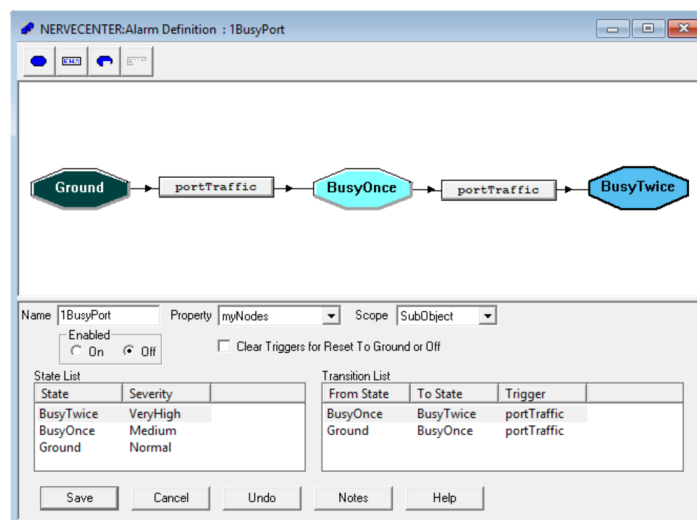 NERVECENTER:Alarm Definition : 1BusyPort
Ground portTraffic BusyOnce portTraffic BusyTwice
Name 1BusyPort Property myNodes Scope SubObject
Enabled
On Off Clear Triggers for Reset To Ground or Off
State List
State Severity
BusyTwice VeryHigh
BusyOnce Medium
Ground Normal
Transition List
From State To State Trigger
BusyOnce BusyTwice portTraffic
Ground BusyOnce portTraffic
Save Cancel Undo Notes Help